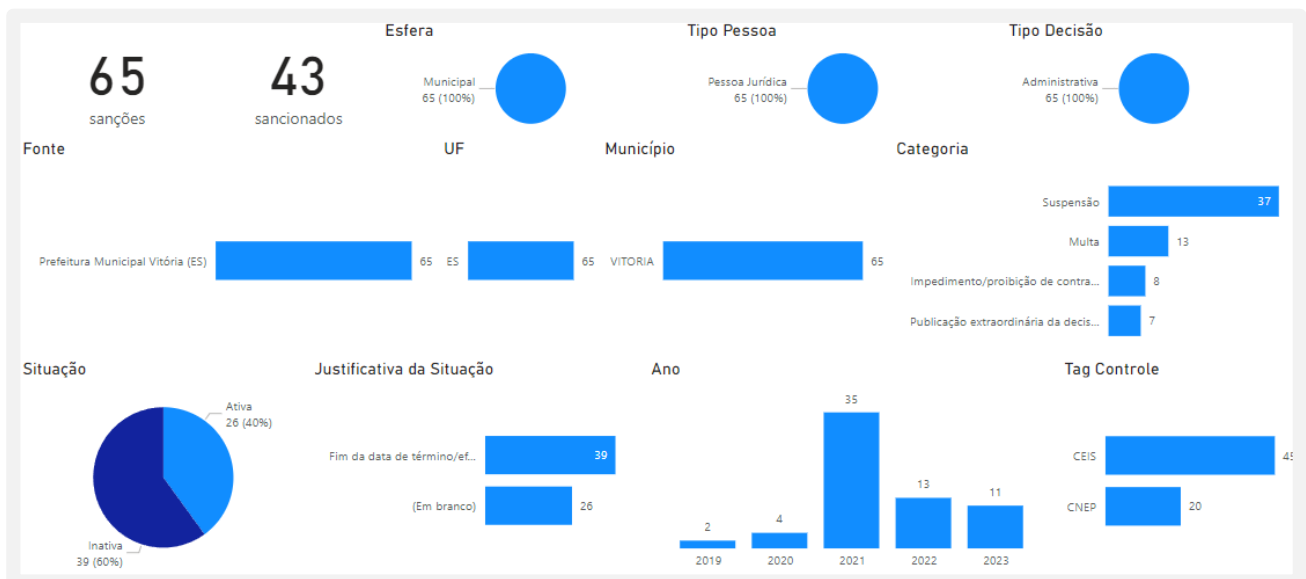 65
sanções
43
sancionados
Esfera
Municipal
65 (100%)
Tipo Pessoa
Pessoa Jurídica
65 (100%)
Tipo Decisão
Administrativa
65 (100%)
Fonte
Prefeitura Municipal Vitória (ES)
65
UF
ES
65
Município
VITORIA
65
Categoria
Suspensão
37
Multa
13
Impedimento/proibição de contra...
8
Publicação extraordinária da decis...
7
Situação
Ativa
26 (40%)
Inativa
39 (60%)
Justificativa da Situação
Fim da data de término/ef...
39
(Em branco)
26
Ano
2
4
35
13
11
2019
2020
2021
2022
2023
Tag Controle
CEIS
45
CNEP
20